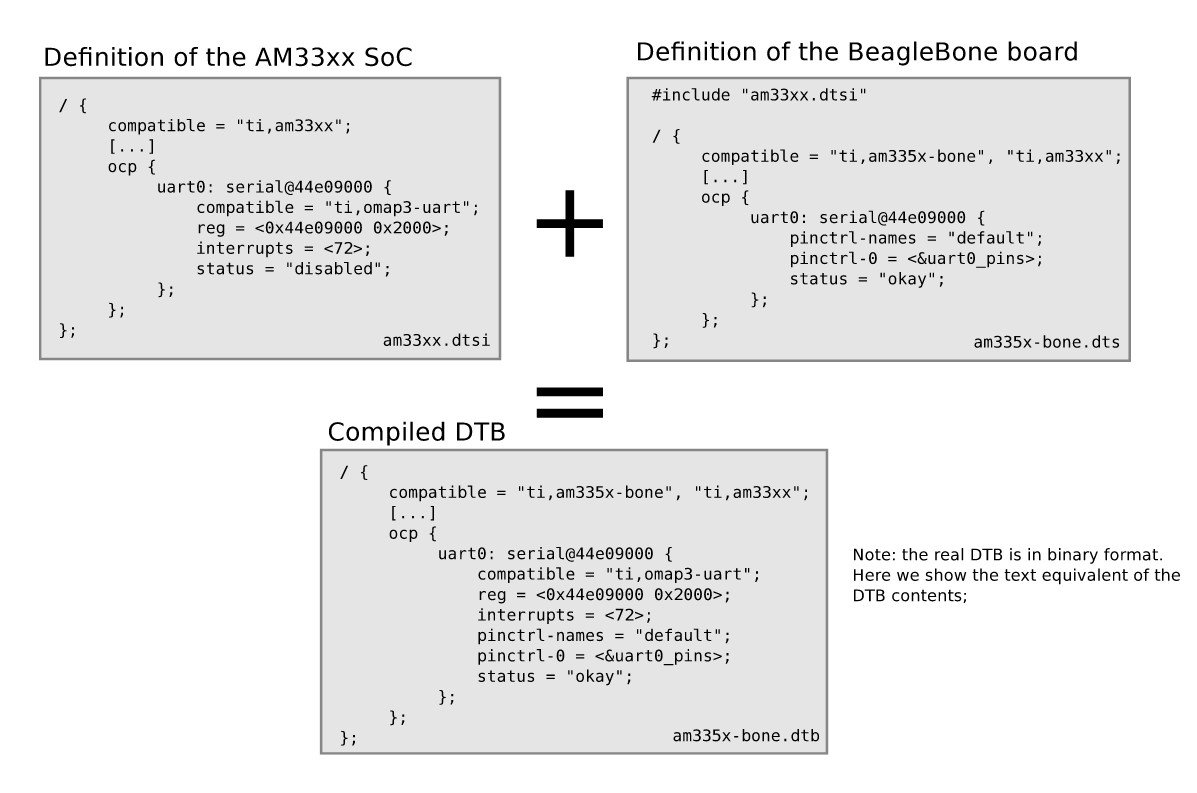 Definition of the AM33xx SoC
/ {
compatible = "ti,am33xx";
[...]
ocp {
uart0: serial@44e09000 {
compatible = "ti,omap3-uart";
reg = <0x44e09000 0x2000>;
interrupts = <72>;
status = "disabled";
};
};
};
am33xx.dtsi
+
Definition of the BeagleBone board
#include "am33xx.dtsi"
/ {
compatible = "ti,am335x-bone", "ti,am33xx";
[...]
ocp {
uart0: serial@44e09000 {
pinctrl-names = "default";
pinctrl-0 = <&uart0_pins>;
status = "okay";
};
};
};
am335x-bone.dts
=
Compiled DTB
/ {
compatible = "ti,am335x-bone", "ti,am33xx";
[...]
ocp {
uart0: serial@44e09000 {
compatible = "ti,omap3-uart";
reg = <0x44e09000 0x2000>;
interrupts = <72>;
pinctrl-names = "default";
pinctrl-0 = <&uart0_pins>;
status = "okay";
};
};
};
am335x-bone.dtb
Note: the real DTB is in binary format.
Here we show the text equivalent of the
DTB contents;